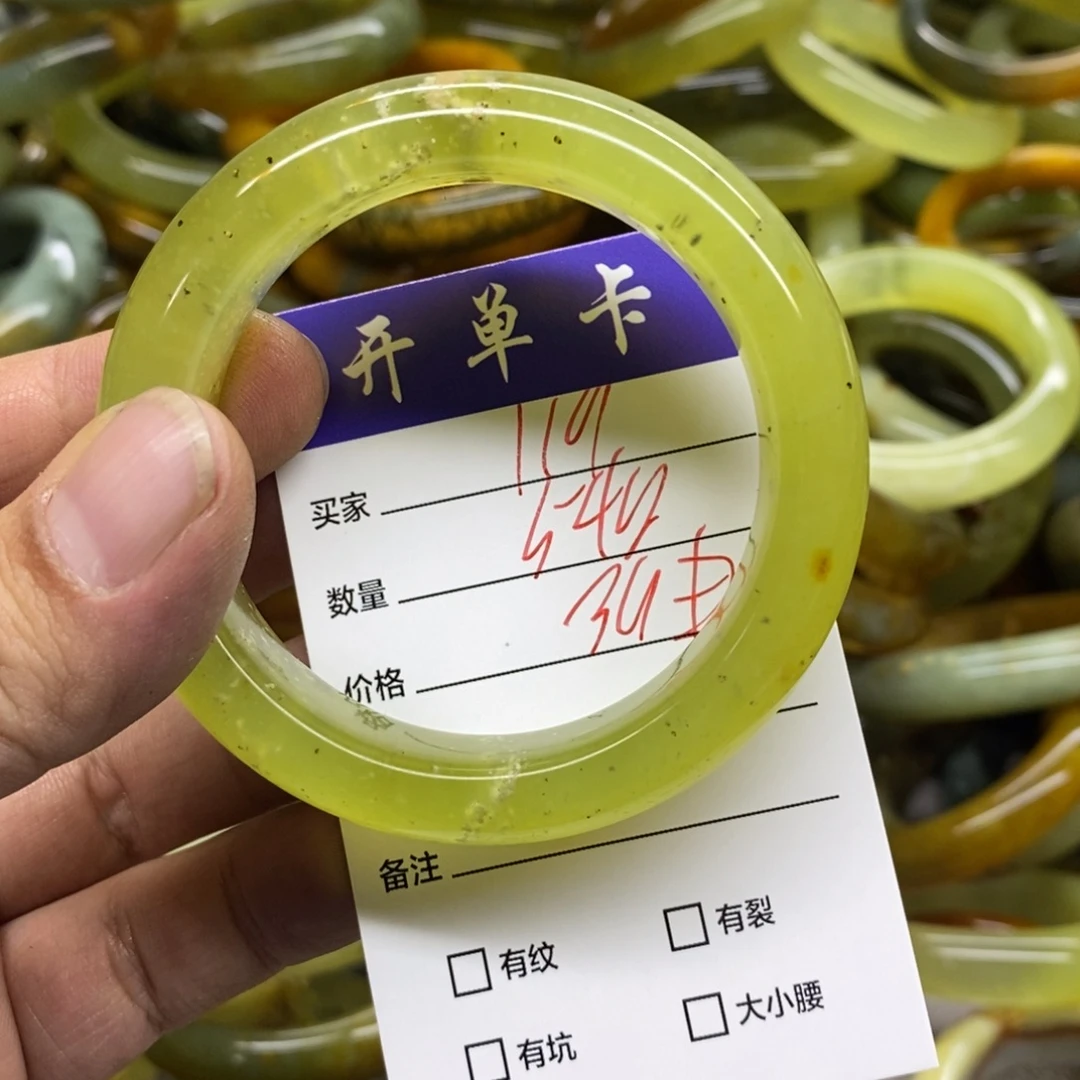 开单卡
119
买家
数量
价格
备注
有纹
有裂
有坑
大小腰